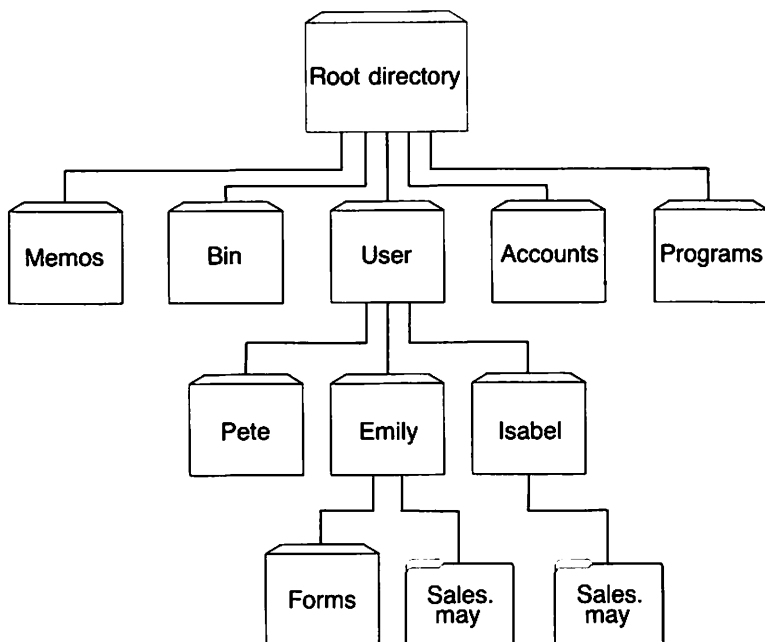 Root directory
Memos
Bin
User
Accounts
Programs
Pete
Emily
Isabel
Forms
Sales.
may
Sales.
may